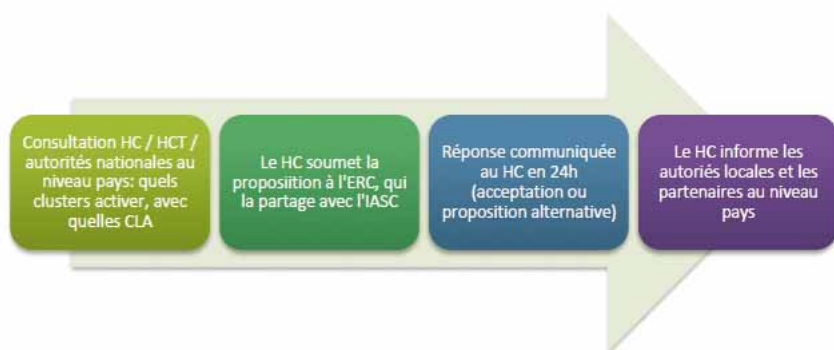 Consultation HC / HCT /
autorités nationales au
niveau pays: quels
clusters activer, avec
quelles CLA
Le HC soumet la
proposiition à l'ERC, qui
la partage avec l'IASC
Réponse communiquée
au HC en 24h
(acceptation ou
proposition alternative)
Le HC informe les
autoriés locales et les
partenaires au niveau
pays